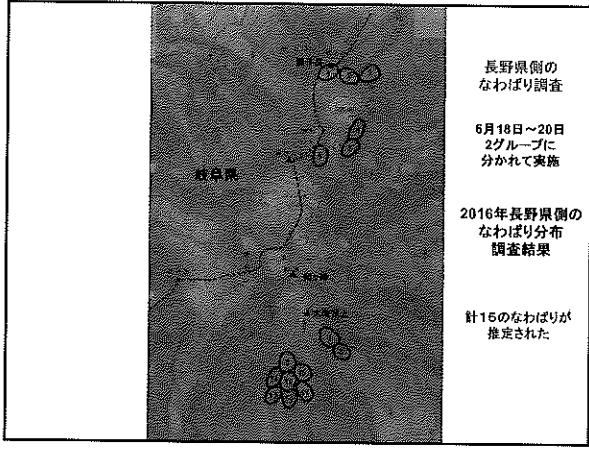 岐阜県
長野県側の
なわばり調査
6月18日～20日
2グループに
分かれて実施
2016年長野県側の
なわばり分布
調査結果
計15のなわばりが
推定された